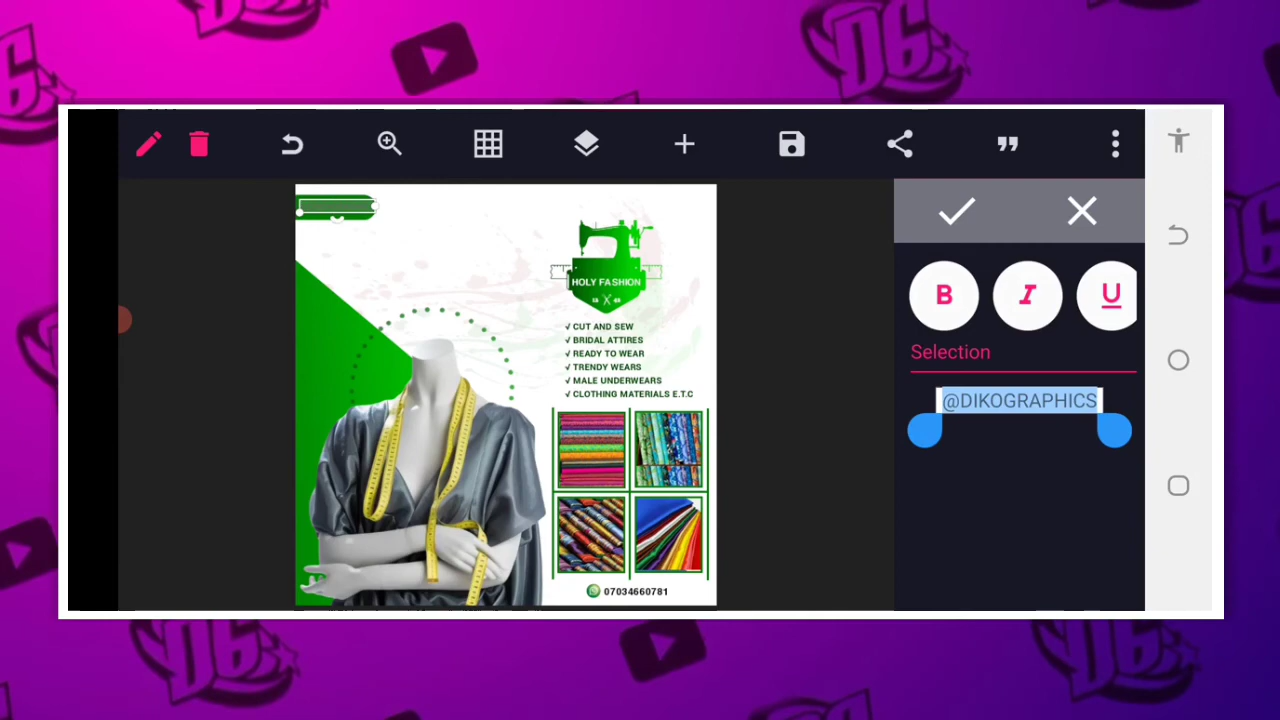 B
I
U
Selection
@DIKOGRAPHICS
HOLY FASHION
√ CUT AND SEW
√ BRIDAL ATTIRES
√ READY TO WEAR
√ TRENDY WEARS
√ MALE UNDERWEARS
√ CLOTHING MATERIALS E.T.C
07034660781